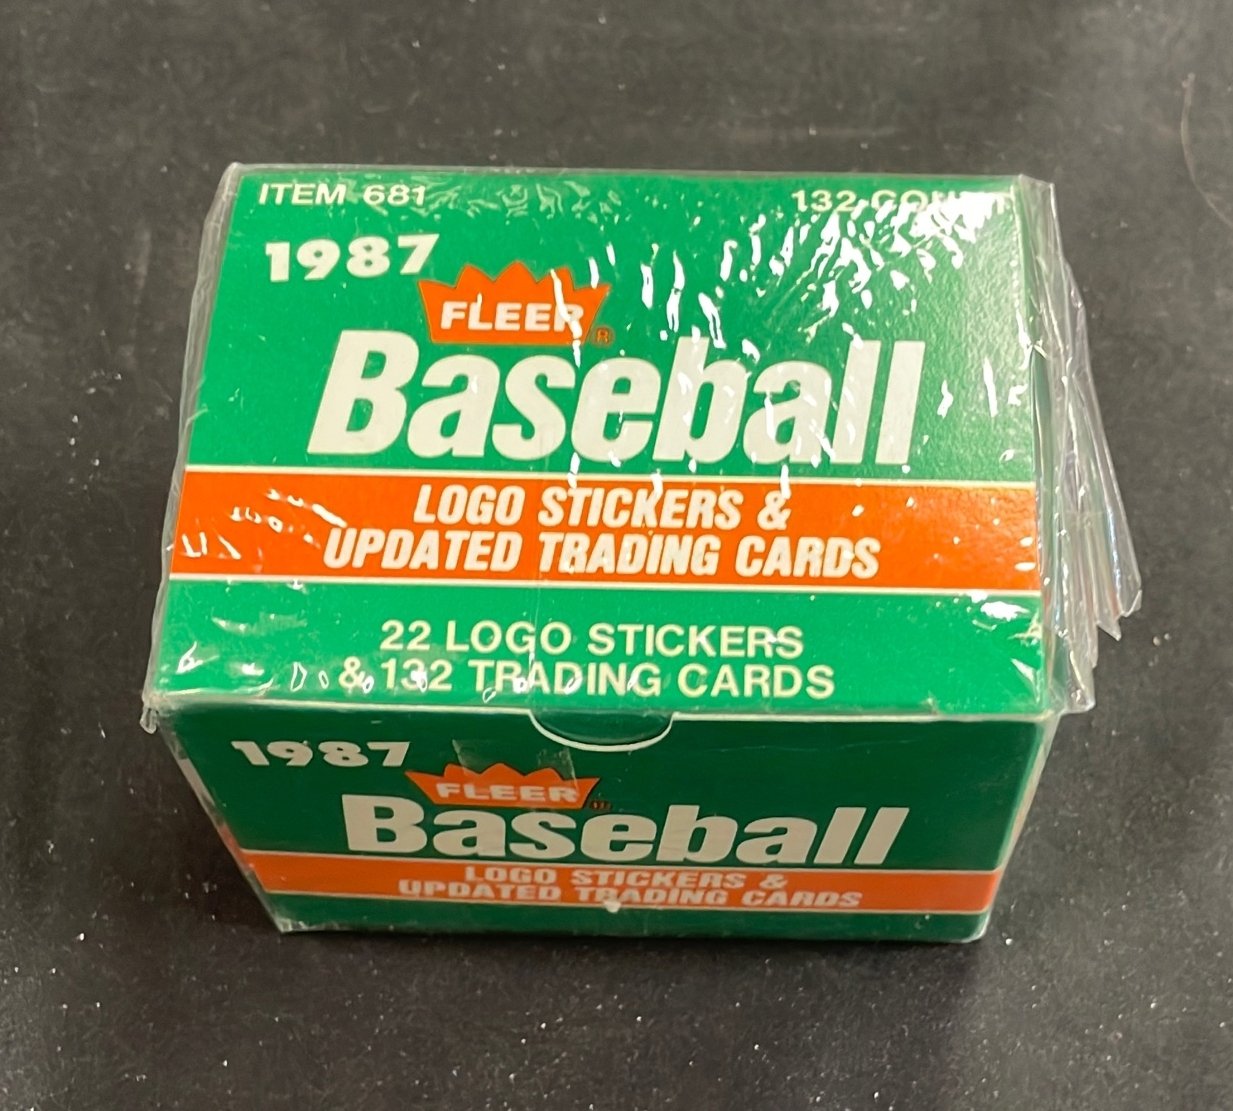 ITEM 681 132 COUNT
1987
FLEER®
Baseball
LOGO STICKERS &
UPDATED TRADING CARDS
22 LOGO STICKERS
& 132 TRADING CARDS
1987
FLEER®
Baseball
LOGO STICKERS &
UPDATED TRADING CARDS